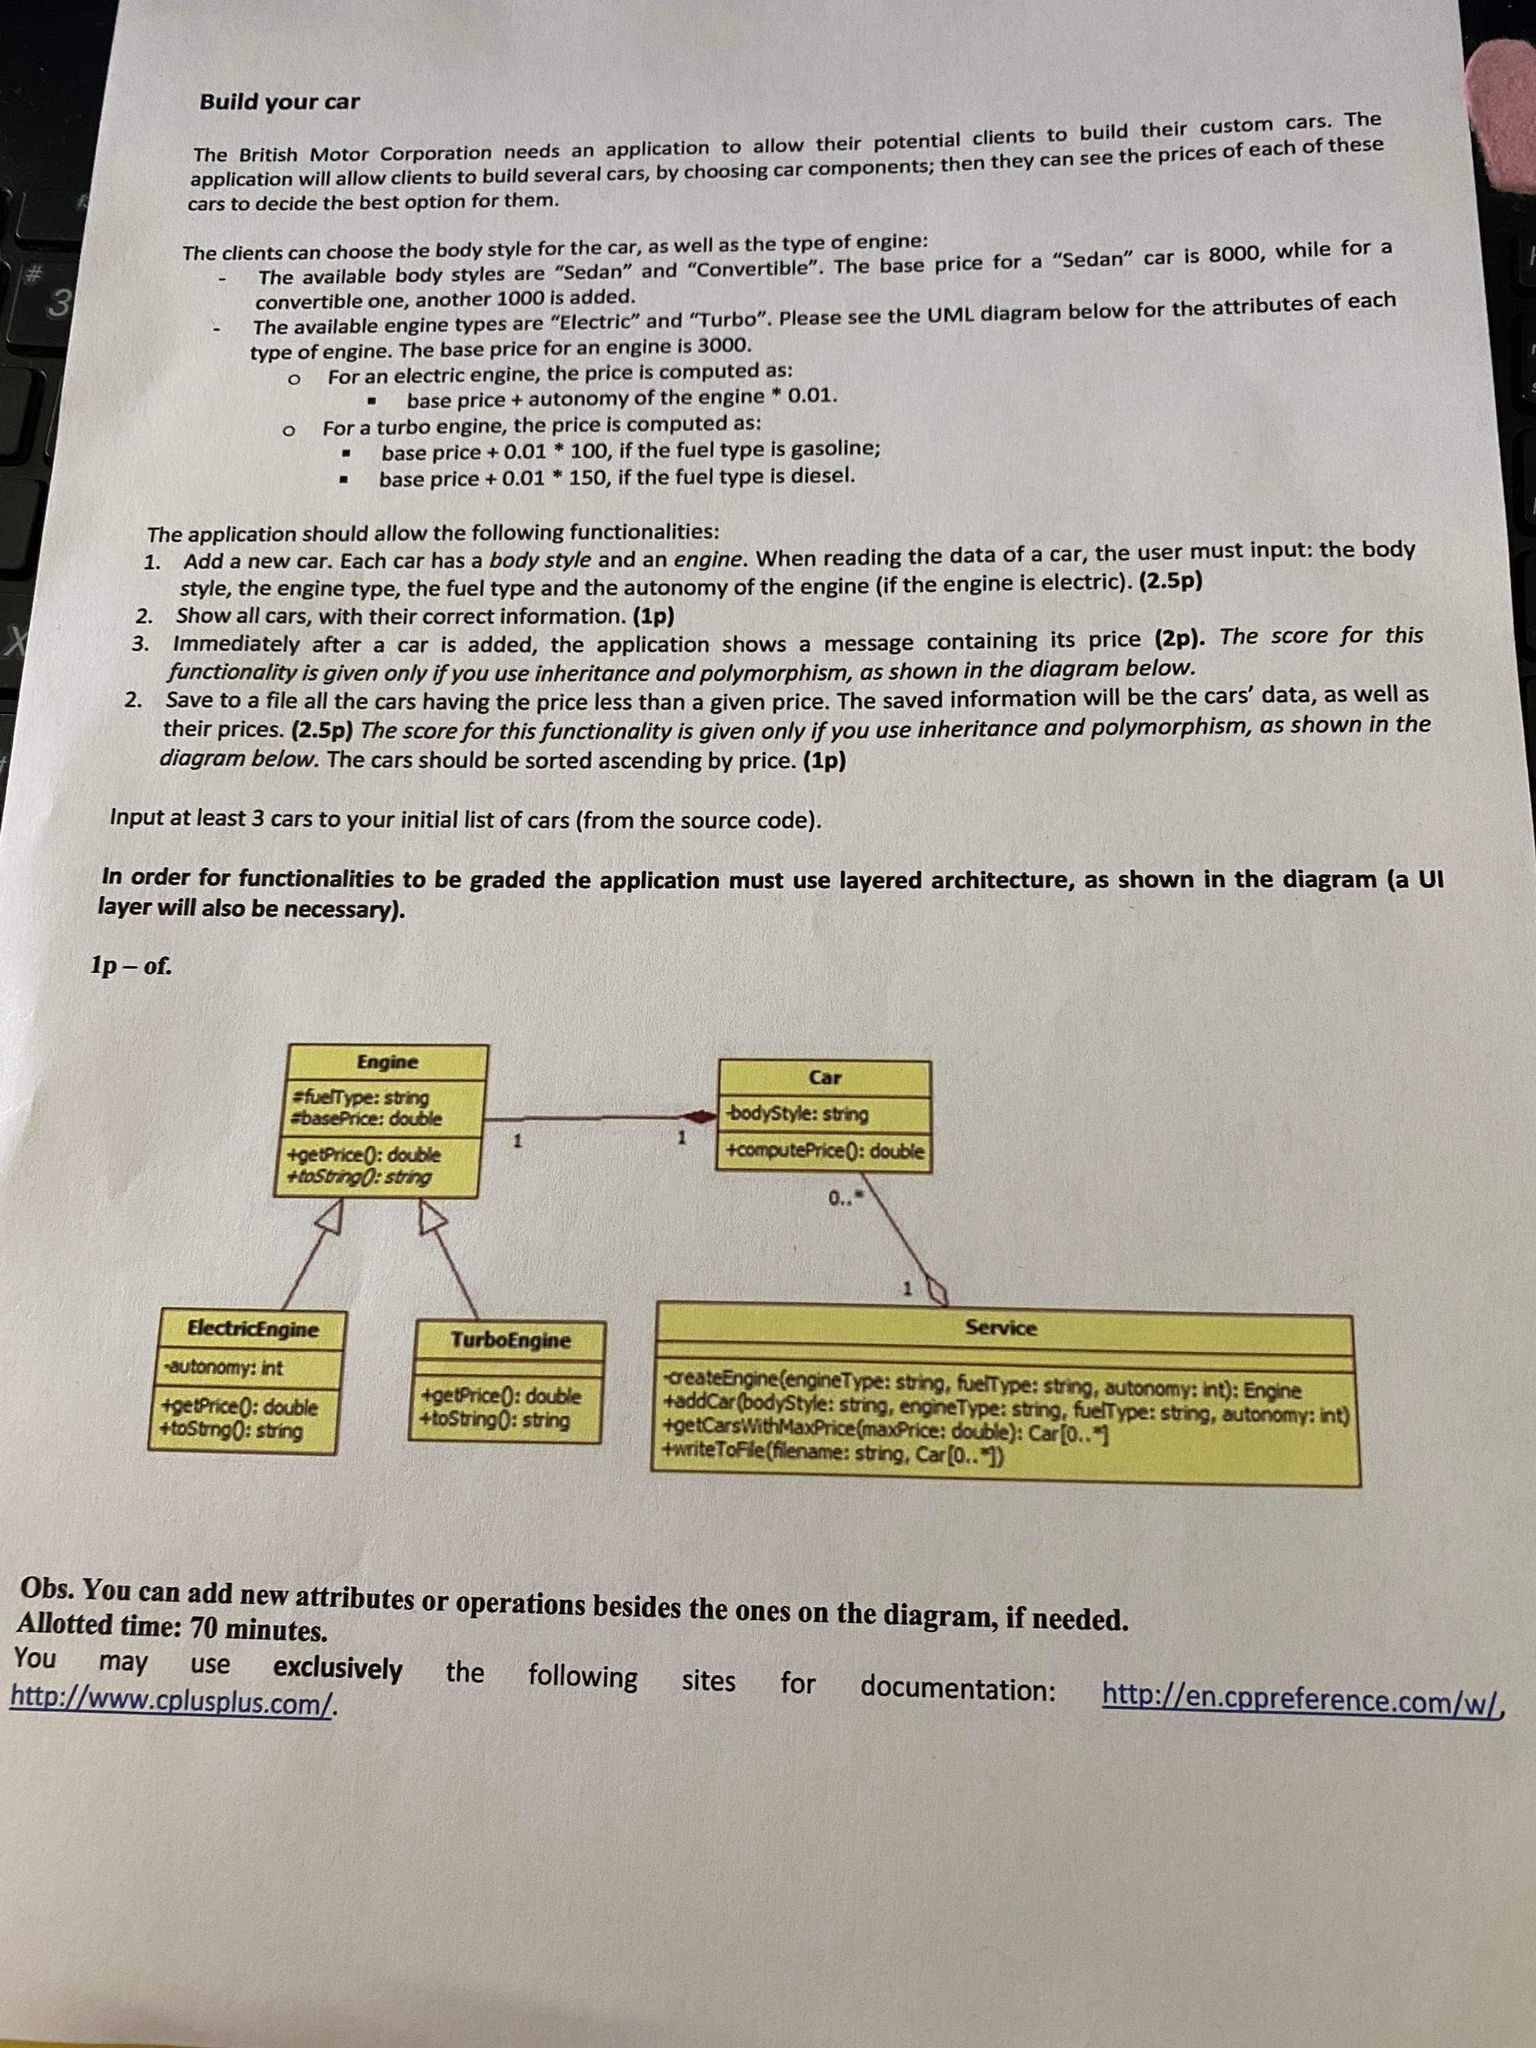 Build your car
The British Motor Corporation needs an application to allow their potential clients to build their custom cars. The
application will allow clients to build several cars, by choosing car components; then they can see the prices of each of these
cars to decide the best option for them.
The clients can choose the body style for the car, as well as the type of engine:
- The available body styles are “Sedan” and “Convertible”. The base price for a “Sedan” car is 8000, while for a
convertible one, another 1000 is added.
- The available engine types are “Electric” and “Turbo”. Please see the UML diagram below for the attributes of each
type of engine. The base price for an engine is 3000.
o For an electric engine, the price is computed as:
▪ base price + autonomy of the engine * 0.01.
o For a turbo engine, the price is computed as:
▪ base price + 0.01 * 100, if the fuel type is gasoline;
▪ base price + 0.01 * 150, if the fuel type is diesel.
The application should allow the following functionalities:
1. Add a new car. Each car has a body style and an engine. When reading the data of a car, the user must input: the body
style, the engine type, the fuel type and the autonomy of the engine (if the engine is electric). (2.5p)
2. Show all cars, with their correct information. (1p)
3. Immediately after a car is added, the application shows a message containing its price (2p). The score for this
functionality is given only if you use inheritance and polymorphism, as shown in the diagram below.
2. Save to a file all the cars having the price less than a given price. The saved information will be the cars’ data, as well as
their prices. (2.5p) The score for this functionality is given only if you use inheritance and polymorphism, as shown in the
diagram below. The cars should be sorted ascending by price. (1p)
Input at least 3 cars to your initial list of cars (from the source code).
In order for functionalities to be graded the application must use layered architecture, as shown in the diagram (a UI
layer will also be necessary).
1p – of.
Engine
#fuelType: string
#basePrice: double
+getPrice(): double
+toString(): string
1
1
Car
-bodyStyle: string
+computePrice(): double
0..*
1
ElectricEngine
-autonomy: int
+getPrice(): double
+toStrng(): string
TurboEngine
+getPrice(): double
+toString(): string
Service
-createEngine(engineType: string, fuelType: string, autonomy: int): Engine
+addCar(bodyStyle: string, engineType: string, fuelType: string, autonomy: int)
+getCarsWithMaxPrice(maxPrice: double): Car[0..*]
+writeToFile(filename: string, Car[0..*])
Obs. You can add new attributes or operations besides the ones on the diagram, if needed.
Allotted time: 70 minutes.
You may use exclusively the following sites for documentation: http://en.cppreference.com/w/,
http://www.cplusplus.com/.
#
3
X